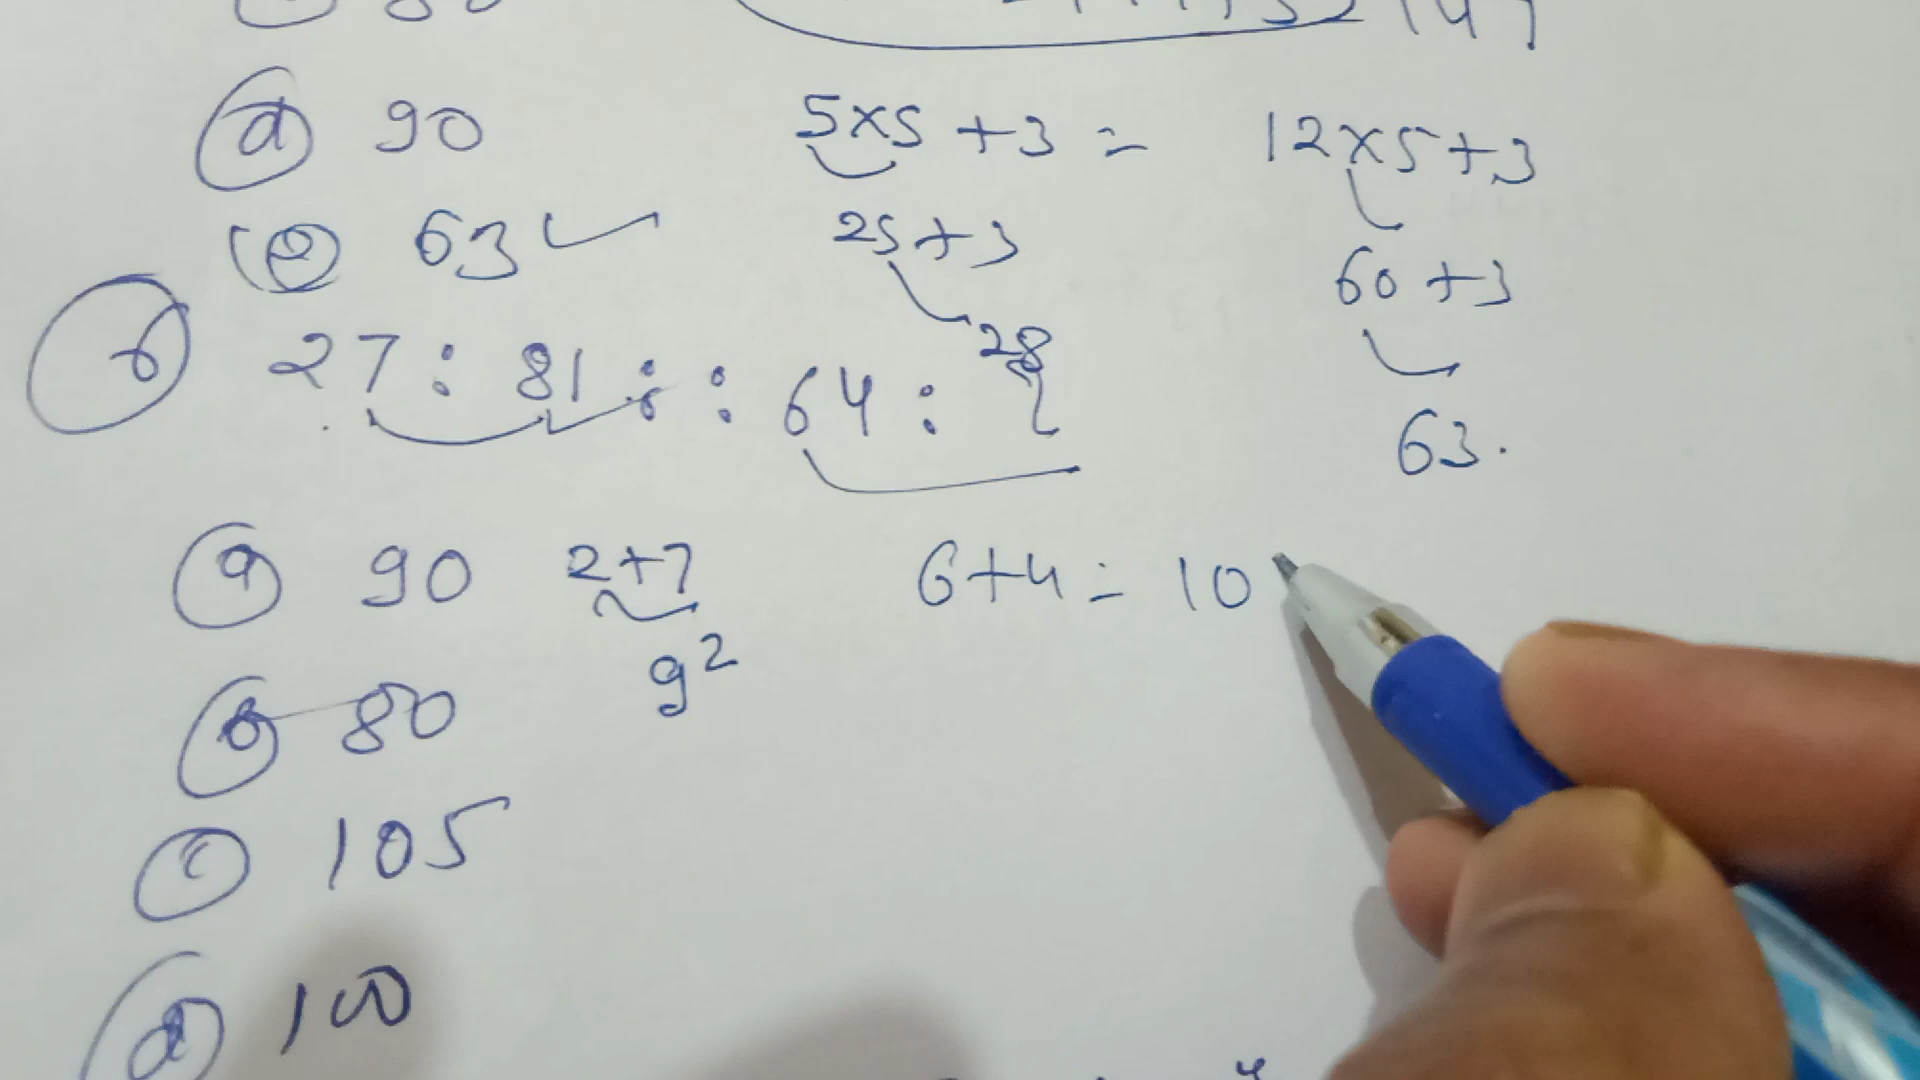 (d) 90 5x5 + 3 = 12x5+3
(e) 63 ✓ 25+3 60+3
28 63.
6 27 : 81 : : 64 : ?
(a) 90 2+7 6+4 = 10
9²
(b) 80
(c) 105
(d) 100